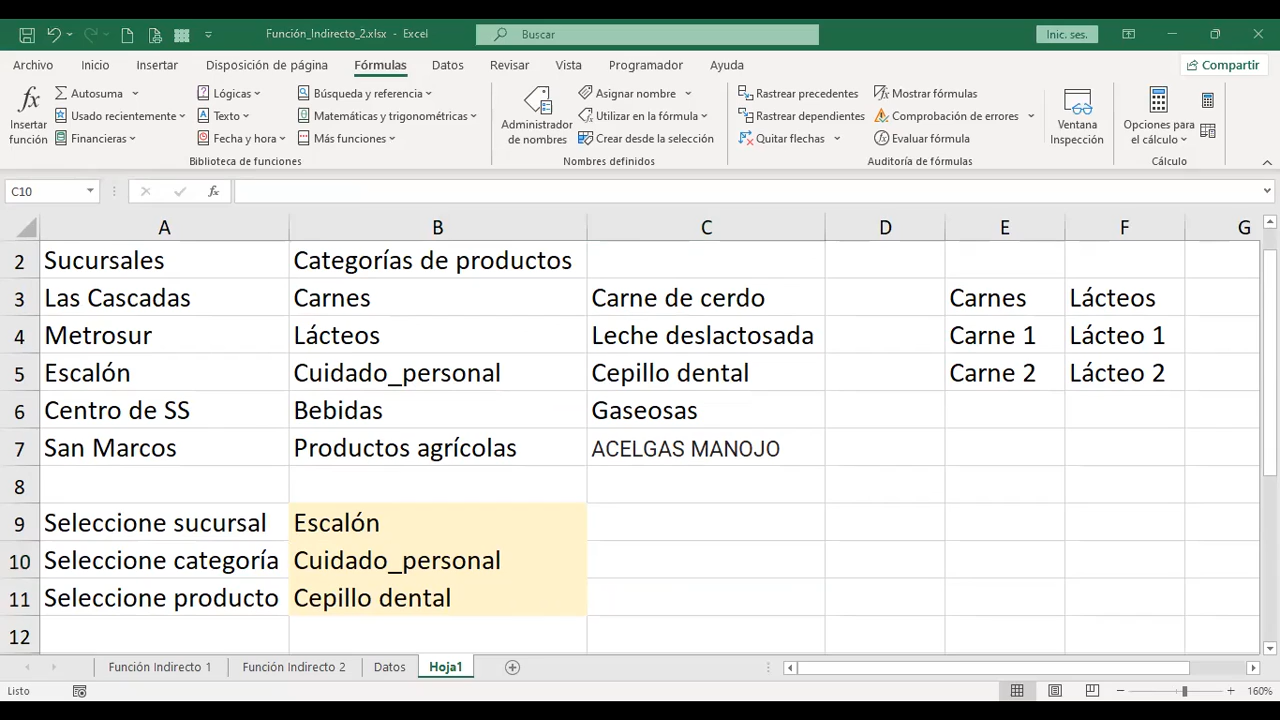 Función_Indirecto_2.xlsx - Excel
Buscar
Inic. ses.
Archivo Inicio Insertar Disposición de página Fórmulas Datos Revisar Vista Programador Ayuda
Compartir
Insertar función
Autosuma
Usado recientemente
Financieras
Lógicas
Texto
Fecha y hora
Búsqueda y referencia
Matemáticas y trigonométricas
Más funciones
Biblioteca de funciones
Administrador de nombres
Asignar nombre
Utilizar en la fórmula
Crear desde la selección
Nombres definidos
Rastrear precedentes
Rastrear dependientes
Quitar flechas
Mostrar fórmulas
Comprobación de errores
Evaluar fórmula
Auditoría de fórmulas
Ventana Inspección
Opciones para el cálculo
Cálculo
C10
fx
A B C D E F G
2 Sucursales Categorías de productos
3 Las Cascadas Carnes Carne de cerdo Carnes Lácteos
4 Metrosur Lácteos Leche deslactosada Carne 1 Lácteo 1
5 Escalón Cuidado_personal Cepillo dental Carne 2 Lácteo 2
6 Centro de SS Bebidas Gaseosas
7 San Marcos Productos agrícolas ACELGAS MANOJO
8
9 Seleccione sucursal Escalón
10 Seleccione categoría Cuidado_personal
11 Seleccione producto Cepillo dental
12
Función Indirecto 1 Función Indirecto 2 Datos Hoja1
Listo
160%